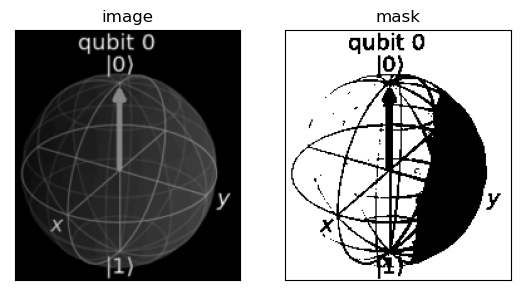 image
qubit 0
|0⟩
x
y
|1⟩
mask
qubit 0
|0⟩
x
y
|1⟩